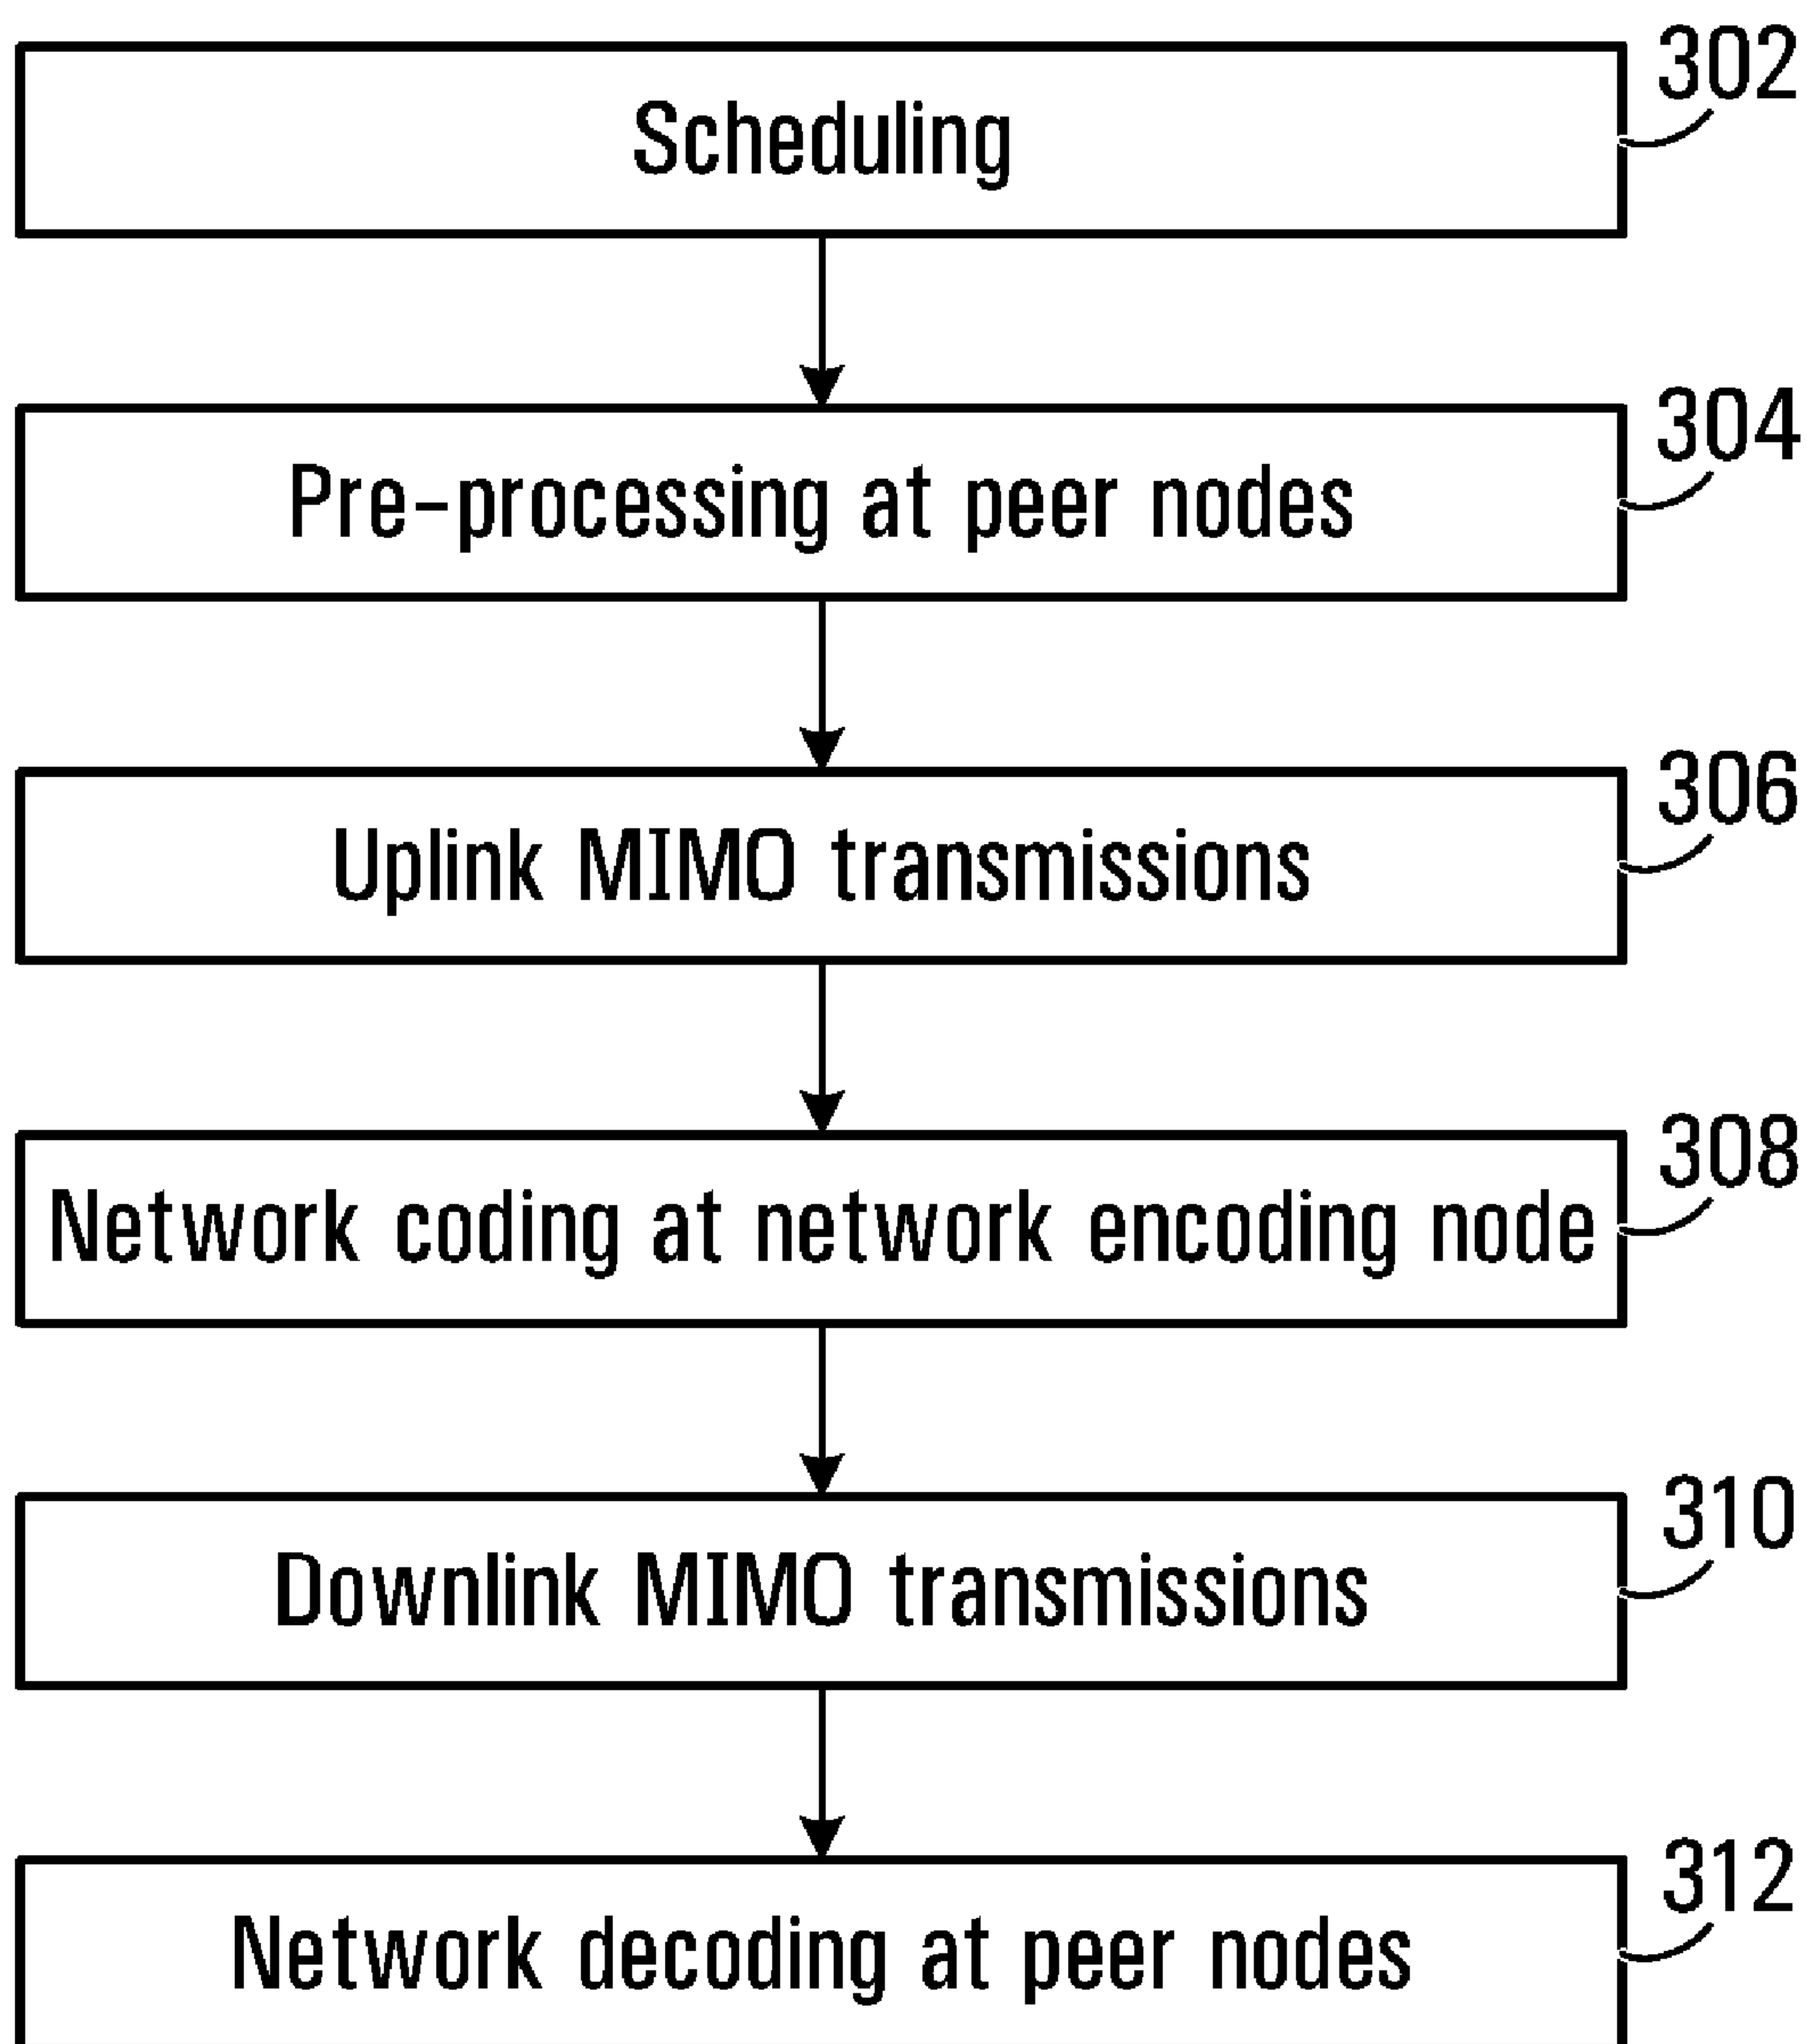 302
Scheduling
304
Pre-processing at peer nodes
306
Uplink MIMO transmissions
308
Network coding at network encoding node
310
Downlink MIMO transmissions
312
Network decoding at peer nodes